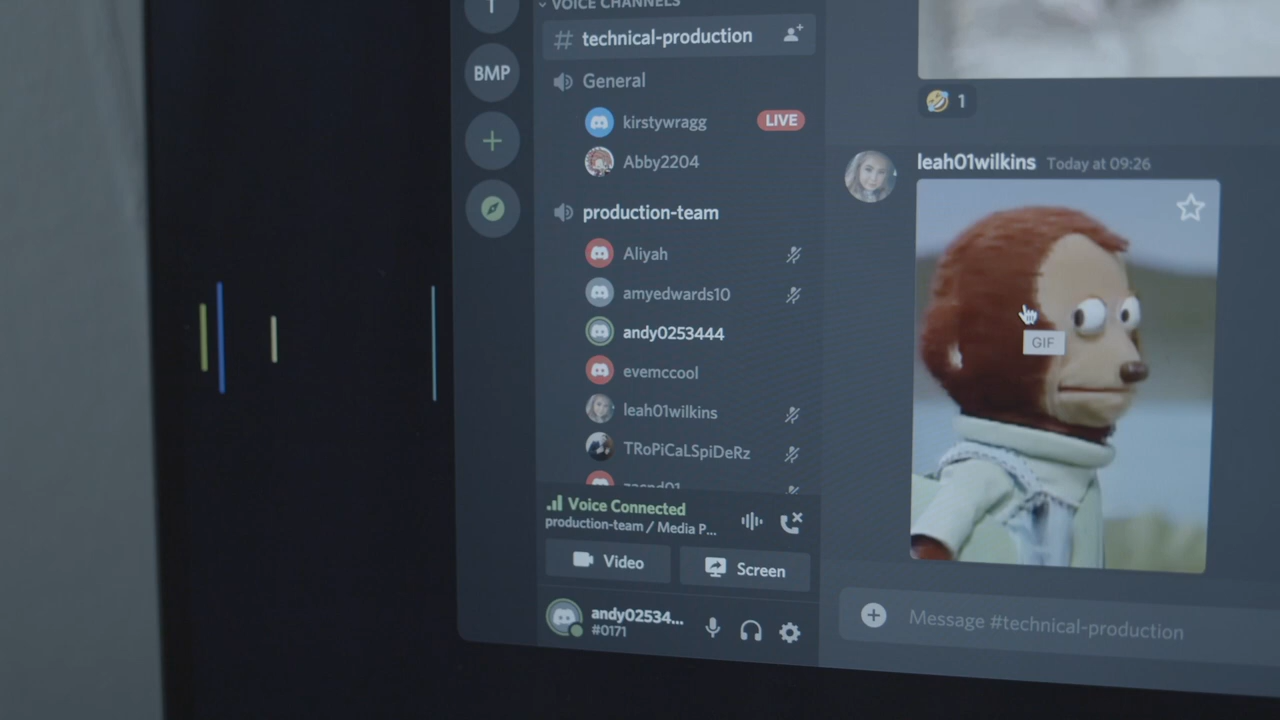 VOICE CHANNELS
technical-production
BMP
General
kirstywragg
LIVE
Abby2204
production-team
Aliyah
amyedwards10
andy0253444
evemccool
leah01wilkins
TRoPiCaLSpiDeRz
Voice Connected
production-team / Media P...
Video
Screen
andy02534...
#0171
1
leah01wilkins Today at 09:26
GIF
Message #technical-production